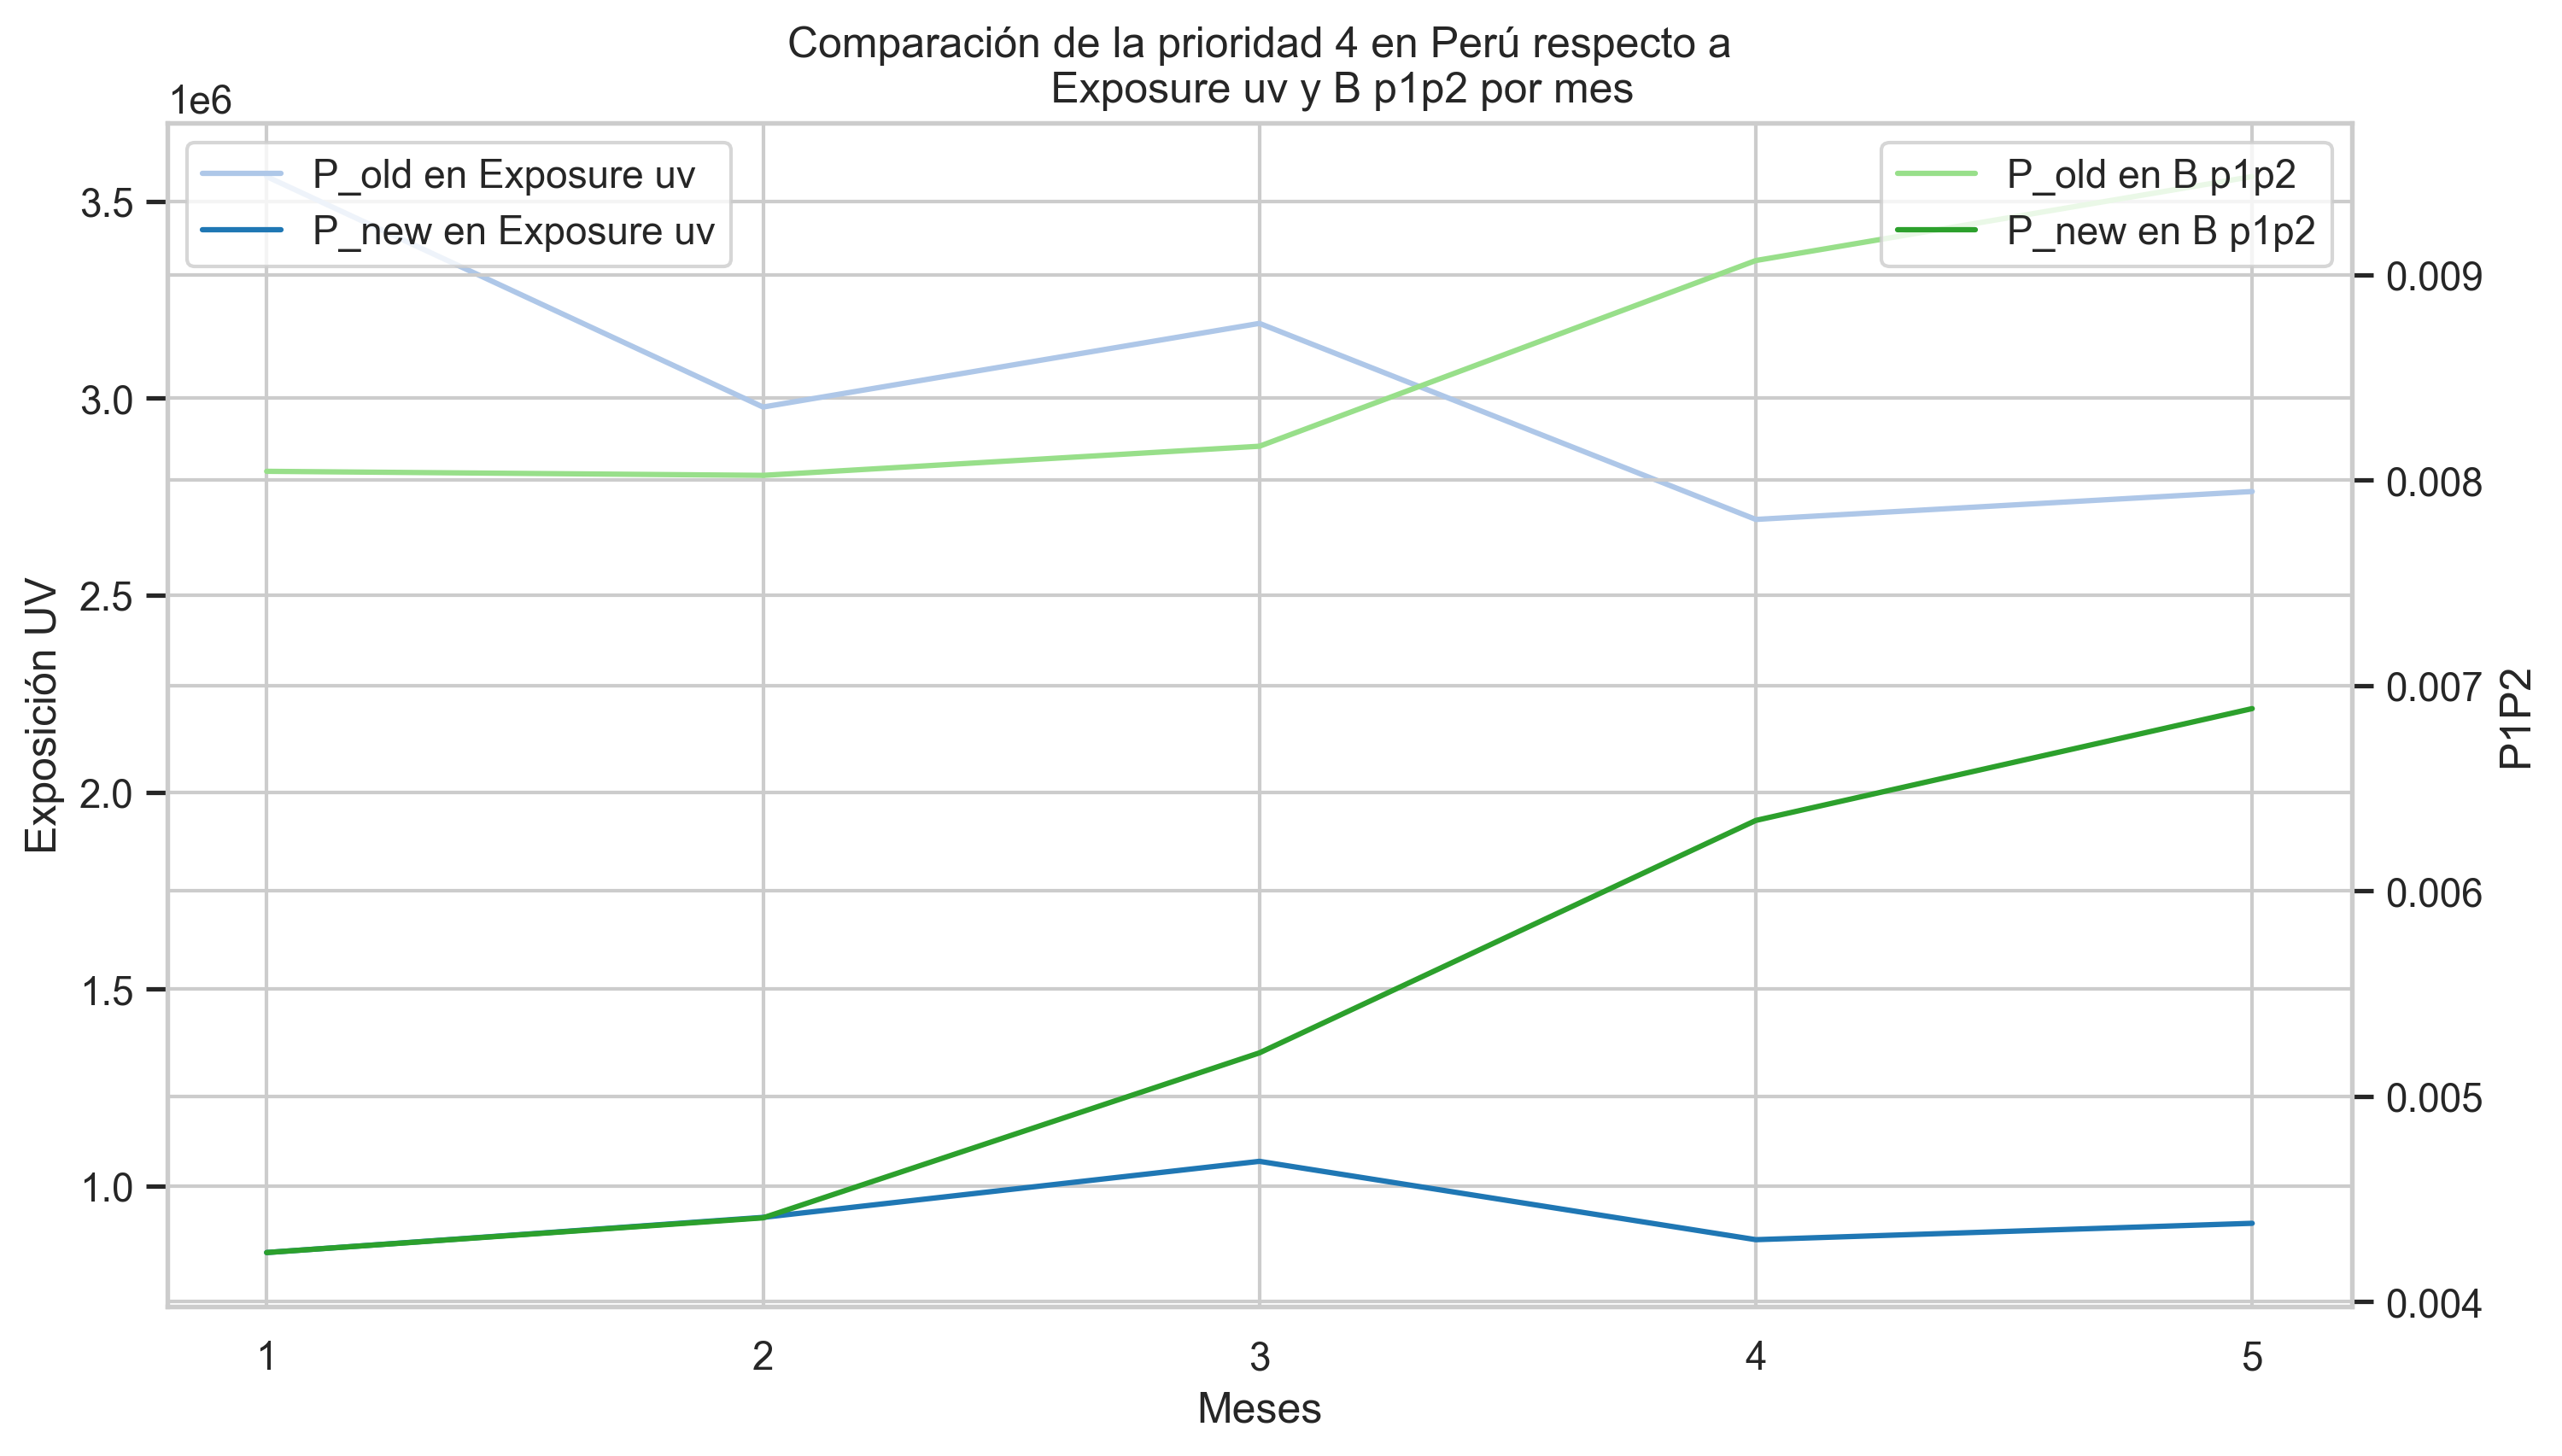 Comparación de la prioridad 4 en Perú respecto a
Exposure uv y B p1p2 por mes
1e6
P_old en Exposure uv
P_new en Exposure uv
P_old en B p1p2
P_new en B p1p2
3.5
3.0
2.5
2.0
1.5
1.0
Exposición UV
0.009
0.008
0.007
0.006
0.005
0.004
P1P2
1 2 3 4 5
Meses